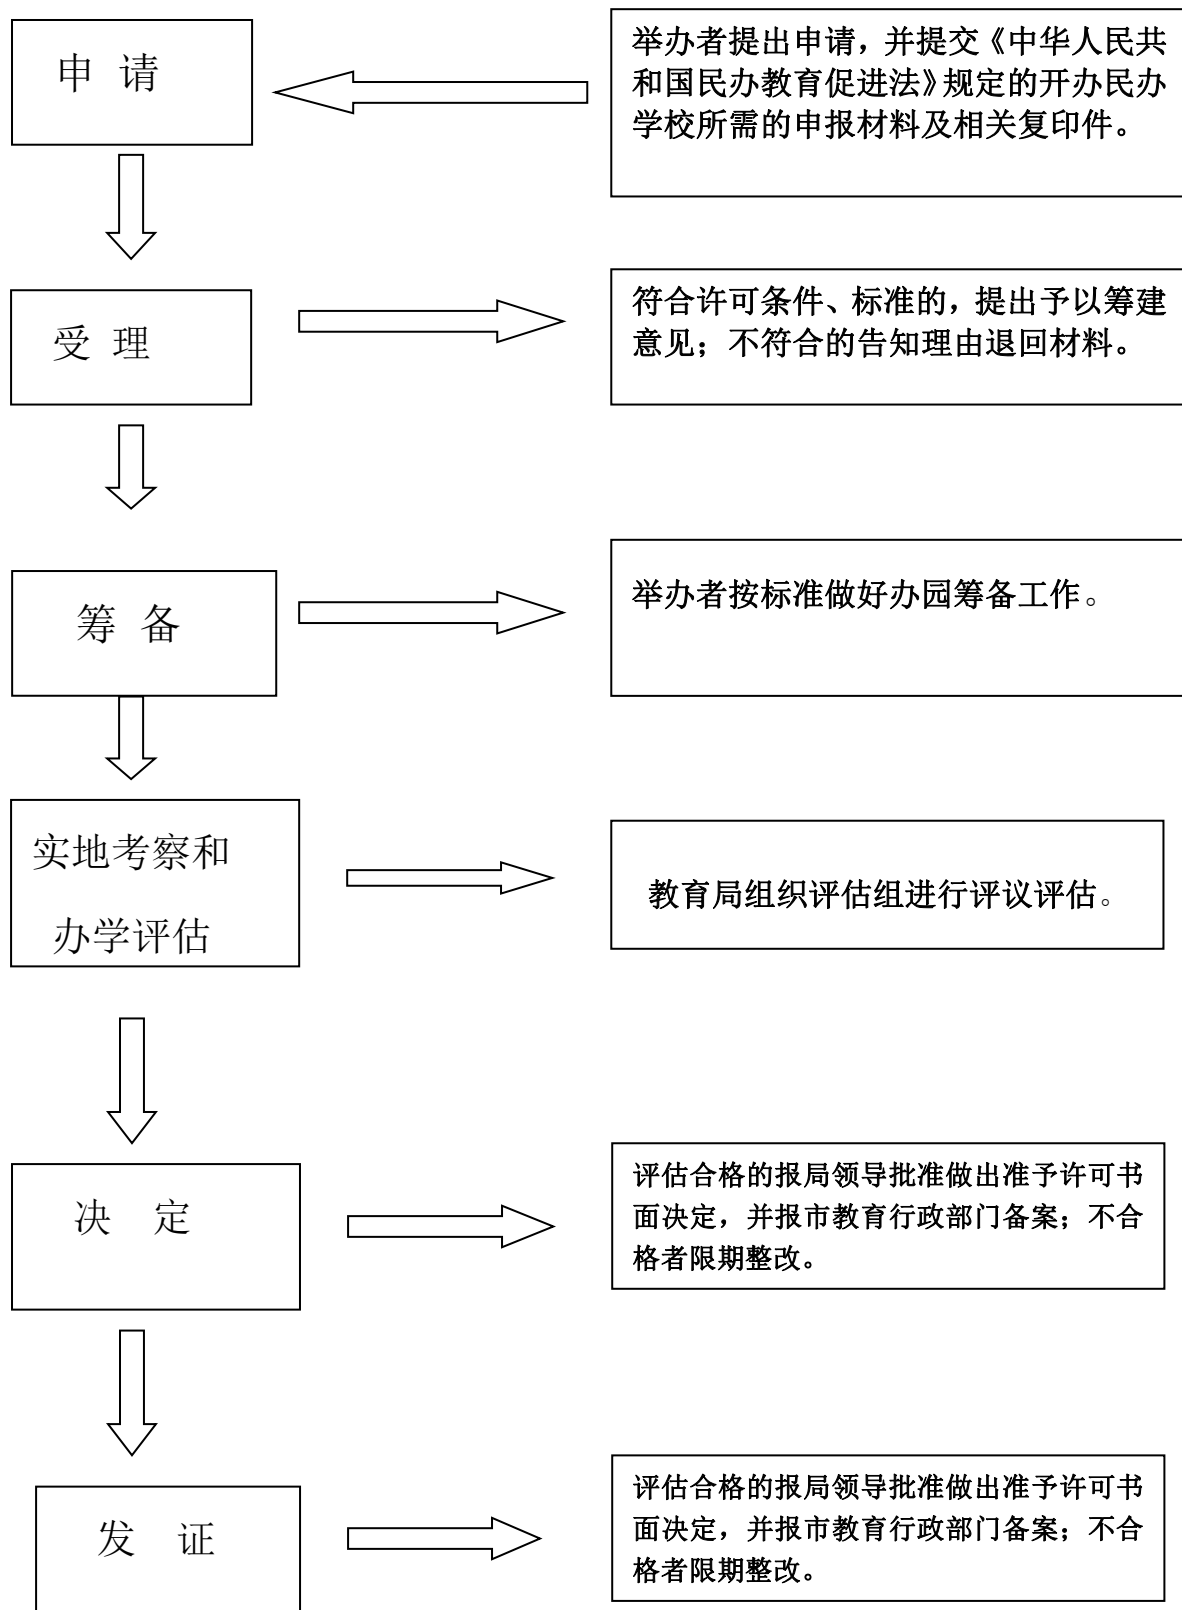 申 请
举办者提出申请，并提交《中华人民共
和国民办教育促进法》规定的开办民办
学校所需的申报材料及相关复印件。
受 理
符合许可条件、标准的，提出予以筹建
意见；不符合的告知理由退回材料。
筹 备
举办者按标准做好办园筹备工作。
实地考察和
办学评估
教育局组织评估组进行评议评估。
决 定
评估合格的报局领导批准做出准予许可书
面决定，并报市教育行政部门备案；不合
格者限期整改。
发 证
评估合格的报局领导批准做出准予许可书
面决定，并报市教育行政部门备案；不合
格者限期整改。